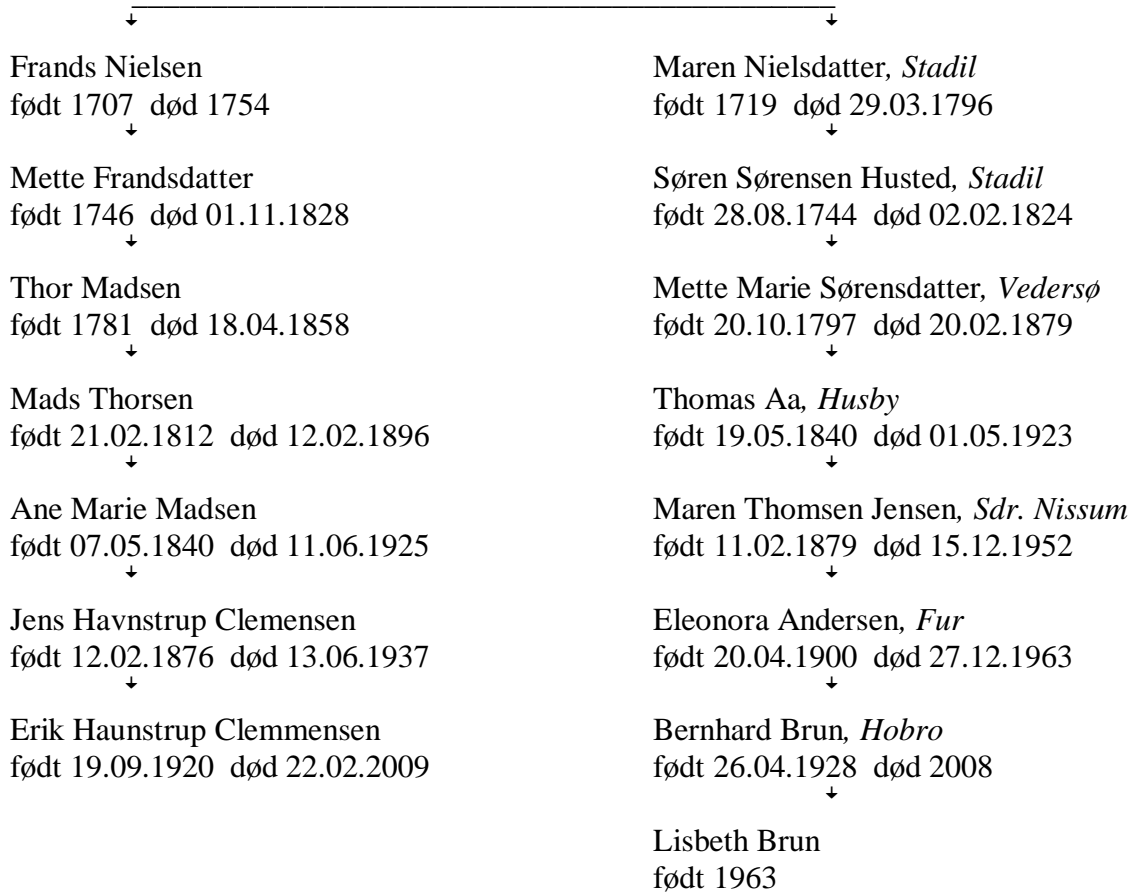 Frands Nielsen
født 1707  død 1754
Mette Frandsdatter
født 1746  død 01.11.1828
Thor Madsen
født 1781  død 18.04.1858
Mads Thorsen
født 21.02.1812  død 12.02.1896
Ane Marie Madsen
født 07.05.1840  død 11.06.1925
Jens Havnstrup Clemensen
født 12.02.1876  død 13.06.1937
Erik Haunstrup Clemmensen
født 19.09.1920  død 22.02.2009
Maren Nielsdatter, Stadil
født 1719  død 29.03.1796
Søren Sørensen Husted, Stadil
født 28.08.1744  død 02.02.1824
Mette Marie Sørensdatter, Vedersø
født 20.10.1797  død 20.02.1879
Thomas Aa, Husby
født 19.05.1840  død 01.05.1923
Maren Thomsen Jensen, Sdr. Nissum
født 11.02.1879  død 15.12.1952
Eleonora Andersen, Fur
født 20.04.1900  død 27.12.1963
Bernhard Brun, Hobro
født 26.04.1928  død 2008
Lisbeth Brun
født 1963